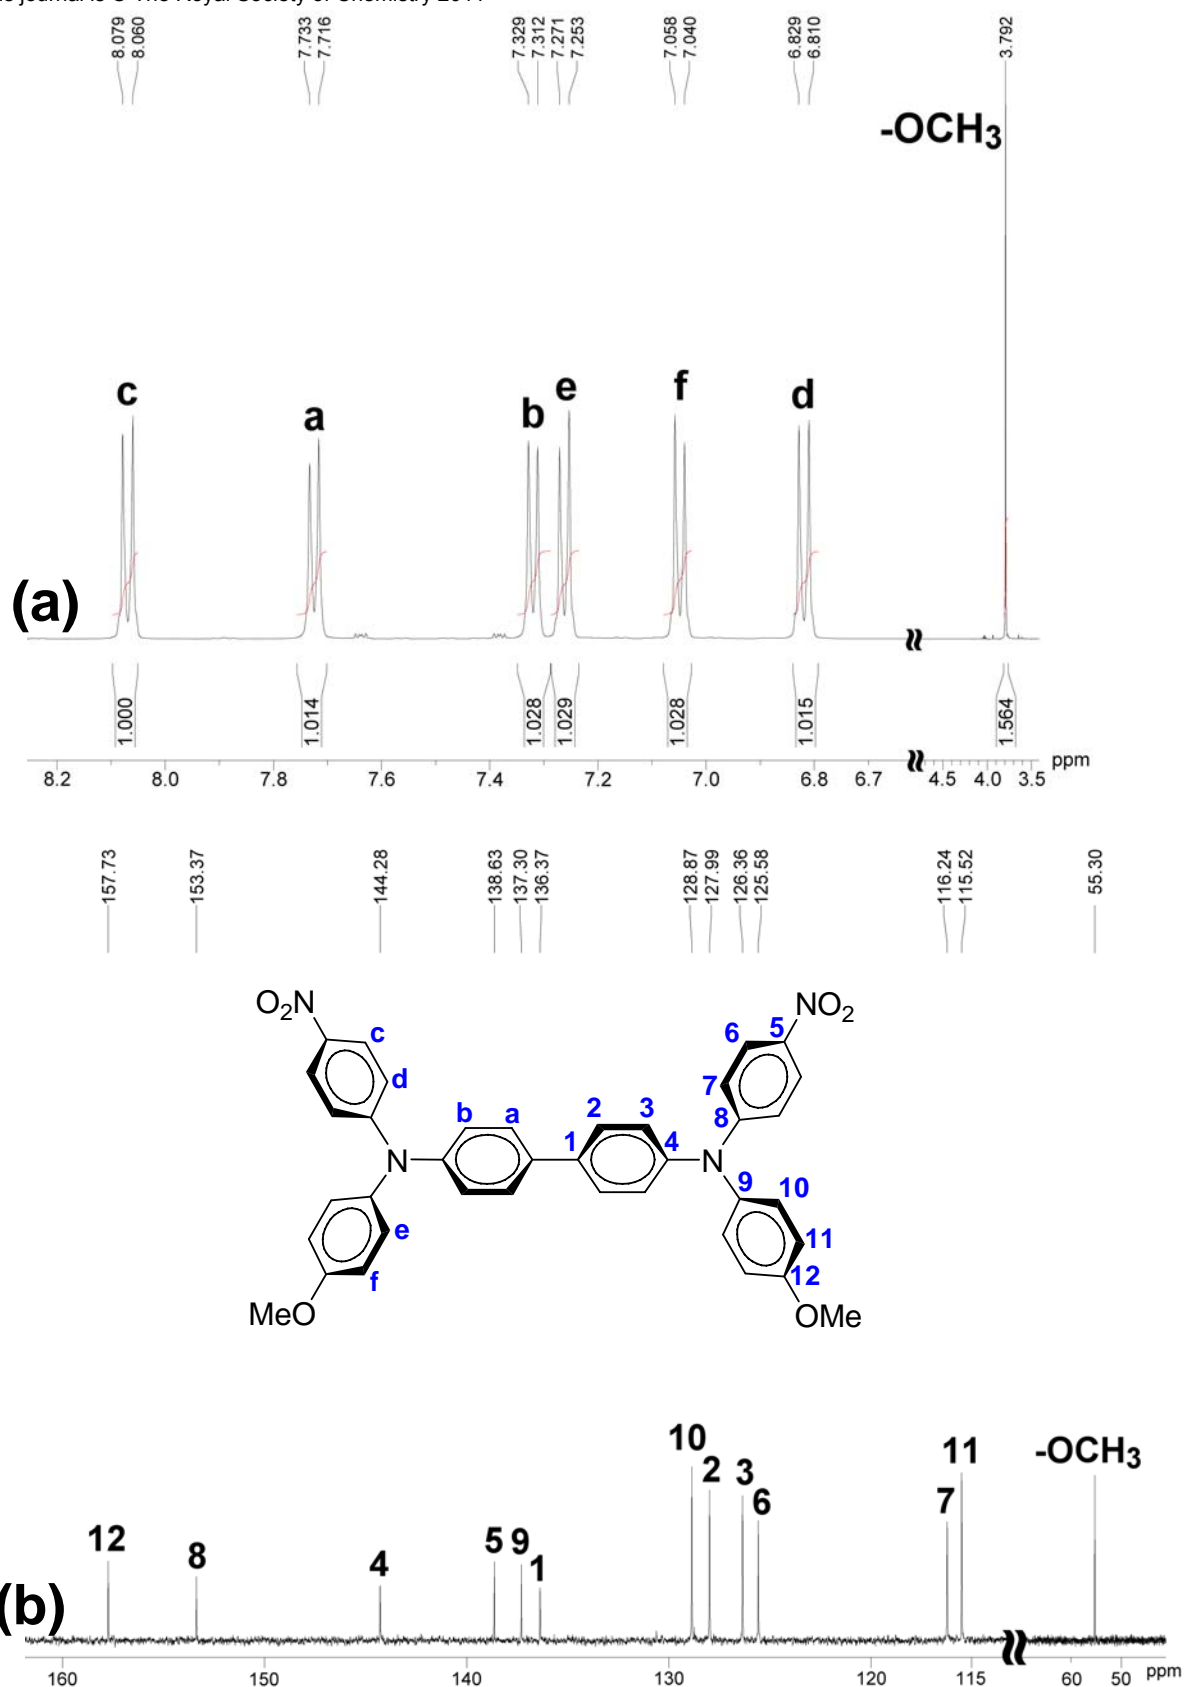 8.079 8.060 7.733 7.716 7.329 7.312 7.271 7.253 7.058 7.040 6.829 6.810 3.792
-OCH3
c a b e f d
(a)
1.000 1.014 1.028 1.029 1.028 1.015 1.564
8.2 8.0 7.8 7.6 7.4 7.2 7.0 6.8 6.7 4.5 4.0 3.5 ppm
157.73 153.37 144.28 138.63 137.30 136.37 128.87 127.99 126.36 125.58 116.24 115.52 55.30
O2N NO2
c 6 5
d 7
b a 2 3 8
1 4
N N
9 10
e 11
f 12
MeO OMe
10 2 3 6 7 11 -OCH3
12 8 4 5 9 1
(b)
160 150 140 130 120 115 60 50 ppm